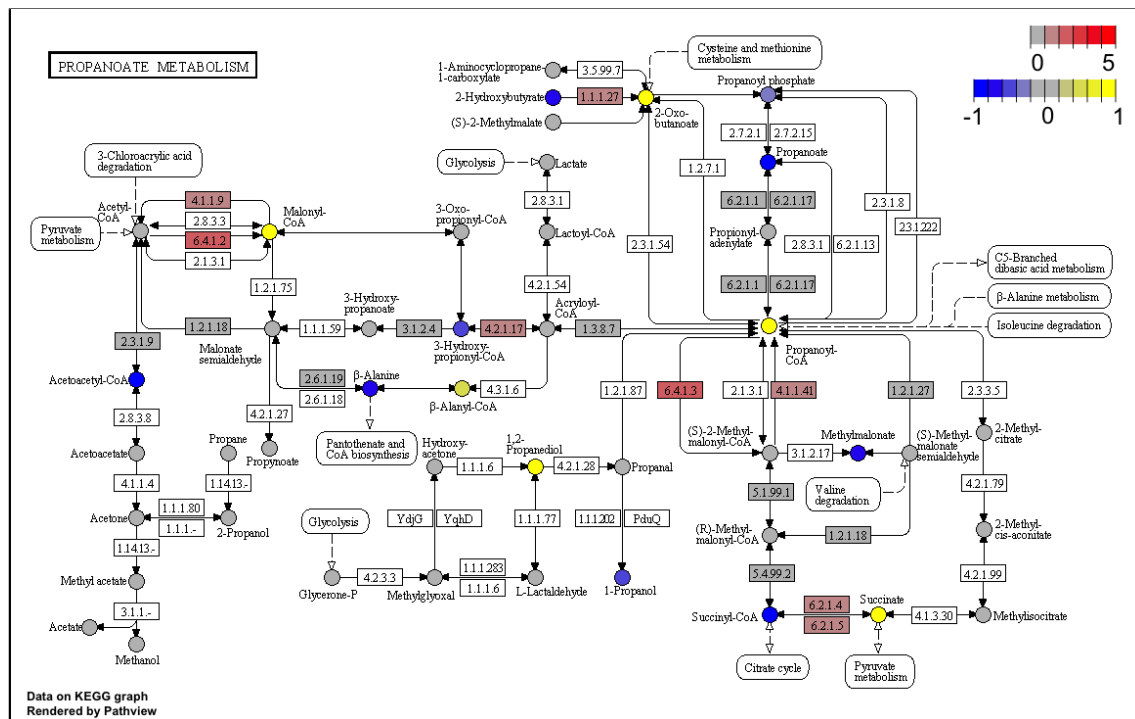 PROPANOATE METABOLISM
0 5
-1 0 1
Cysteine and methionine
metabolism
1-Aminocyclopropane-
1-carboxylate
3.5.99.7
2-Hydroxybutyrate
1.1.1.27
(S)-2-Methylmalate
2-Oxo-
butanoate
Propanoyl phosphate
2.7.2.1
2.7.2.15
Propanoate
1.2.7.1
6.2.1.1
6.2.1.17
2.3.1.8
2.3.1.222
Propionyl-
adenylate
2.3.1.54
2.8.3.1
6.2.1.13
6.2.1.1
6.2.1.17
3-Chloroacrylic acid
degradation
Acetyl-
CoA
4.1.1.9
2.8.3.3
6.4.1.2
2.1.3.1
Malonyl-
CoA
Pyruvate
metabolism
Glycolysis
Lactate
2.8.3.1
3-Oxo-
propionyl-CoA
Lactoyl-CoA
4.2.1.54
1.2.1.75
3-Hydroxy-
propanoate
Acryloyl-
CoA
1.2.1.18
1.1.1.59
3.1.2.4
4.2.1.17
1.3.8.7
Malonate
semialdehyde
3-Hydroxy-
propionyl-CoA
Propanoyl-
CoA
C5-Branched
dibasic acid metabolism
β-Alanine metabolism
Isoleucine degradation
2.3.1.9
2.6.1.19
2.6.1.18
β-Alanine
β-Alanyl-CoA
4.3.1.6
Acetoacetyl-CoA
1.2.1.87
6.4.1.3
2.1.3.1
4.1.1.41
1.2.1.27
2.3.3.5
2.8.3.8
4.2.1.27
Pantothenate and
CoA biosynthesis
Propynoate
Acetoacetate
Propane
Hydroxy-
acetone
1,2-
Propanediol
1.1.1.6
4.2.1.28
Propanal
(S)-2-Methyl-
malonyl-CoA
3.1.2.17
Methylmalonate
(S)-Methyl-
malonate
semialdehyde
2-Methyl-
citrate
4.1.1.4
1.14.13.-
Valine
degradation
5.1.99.1
4.2.1.79
Acetone
1.1.1.80
1.1.1.-
2-Propanol
Glycolysis
YdjG
YqhD
1.1.1.77
1.1.1.202
PduQ
(R)-Methyl-
malonyl-CoA
1.2.1.18
2-Methyl-
cis-aconitate
1.14.13.-
5.4.99.2
4.2.1.99
Methyl acetate
Glycerone-P
4.2.3.3
Methylglyoxal
1.1.1.283
1.1.1.6
L-Lactaldehyde
1-Propanol
3.1.1.-
Acetate
Methanol
Succinyl-CoA
6.2.1.4
6.2.1.5
Succinate
4.1.3.30
Methylisocitrate
Citrate cycle
Pyruvate
metabolism
Data on KEGG graph
Rendered by Pathview